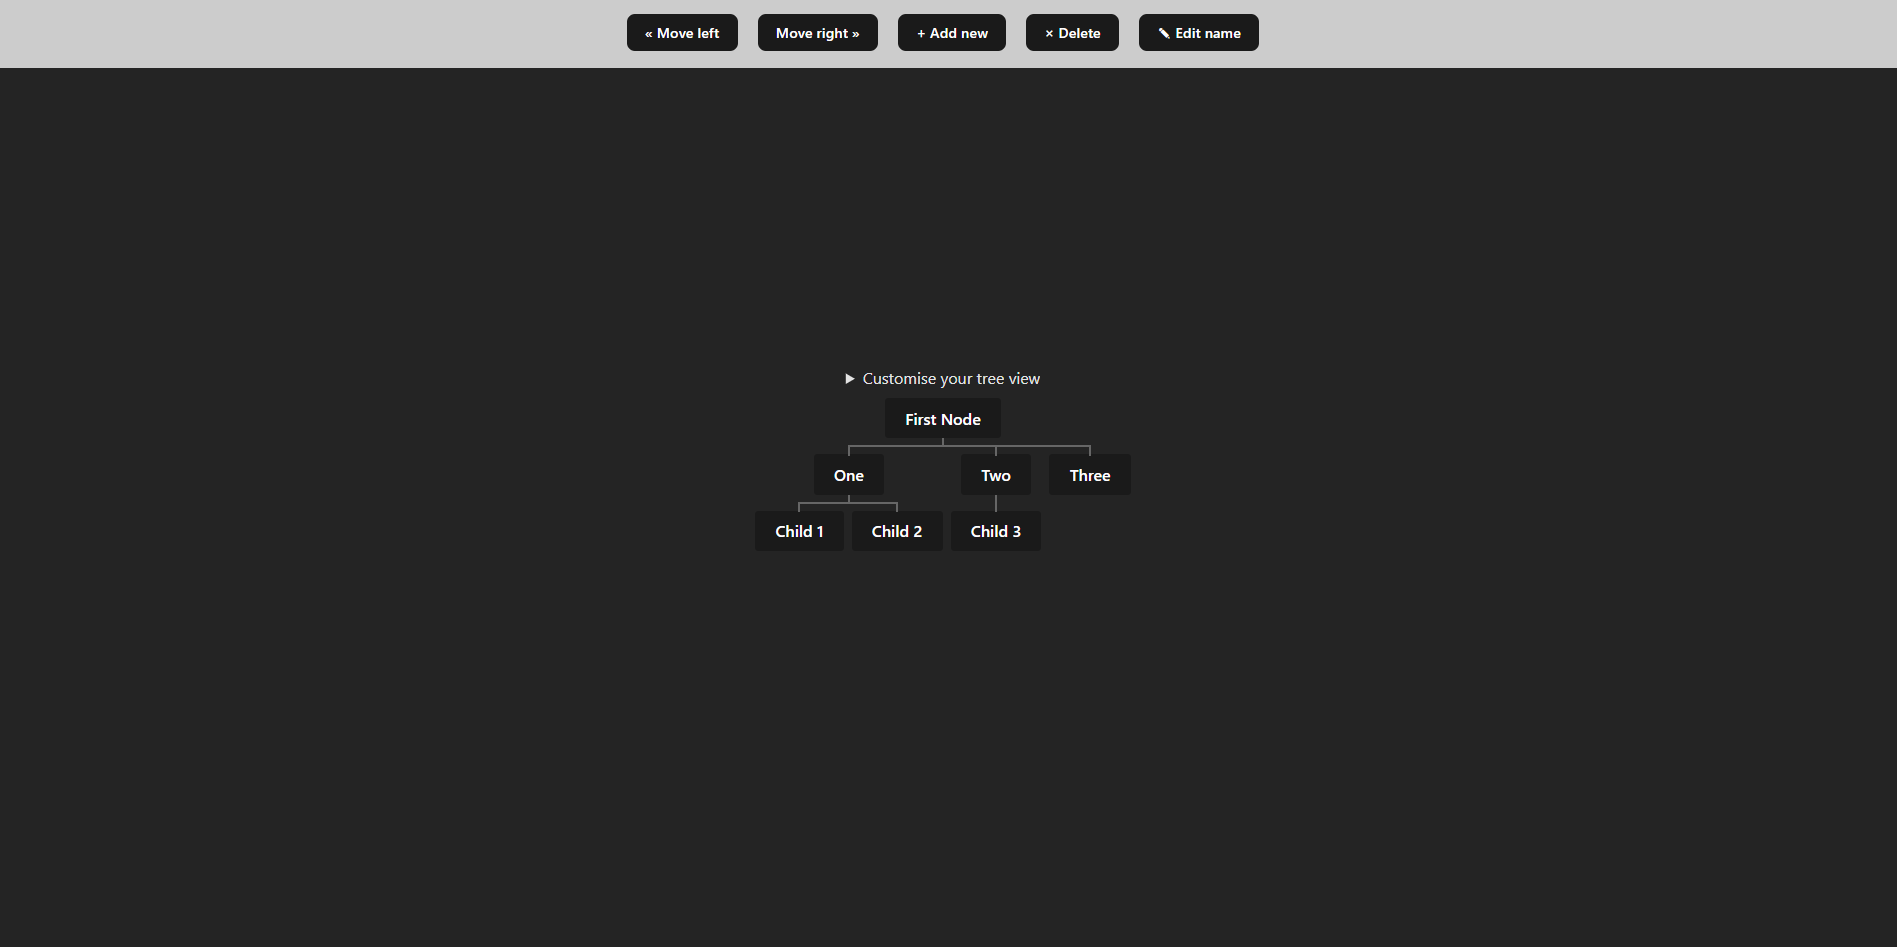 « Move left Move right » + Add new × Delete ✎ Edit name
▶ Customise your tree view
First Node
One Two Three
Child 1 Child 2 Child 3